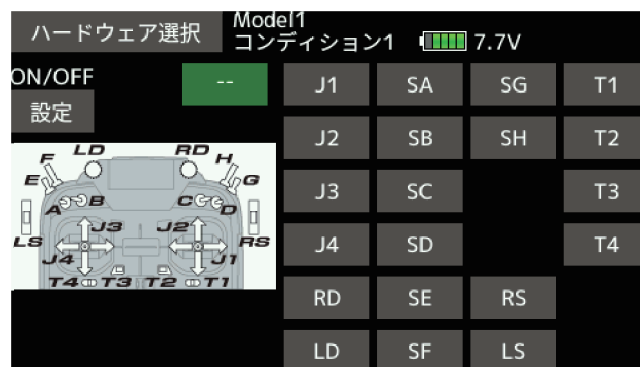 ハードウェア選択 Model1
コンディション1 7.7V
ON/OFF -- J1 SA SG T1
設定
J2 SB SH T2
J3 SC T3
J4 SD T4
RD SE RS
LD SF LS
F LD RD H
E G
A B C D
LS J3 J2 RS
J4 J1
T4 T3 T2 T1